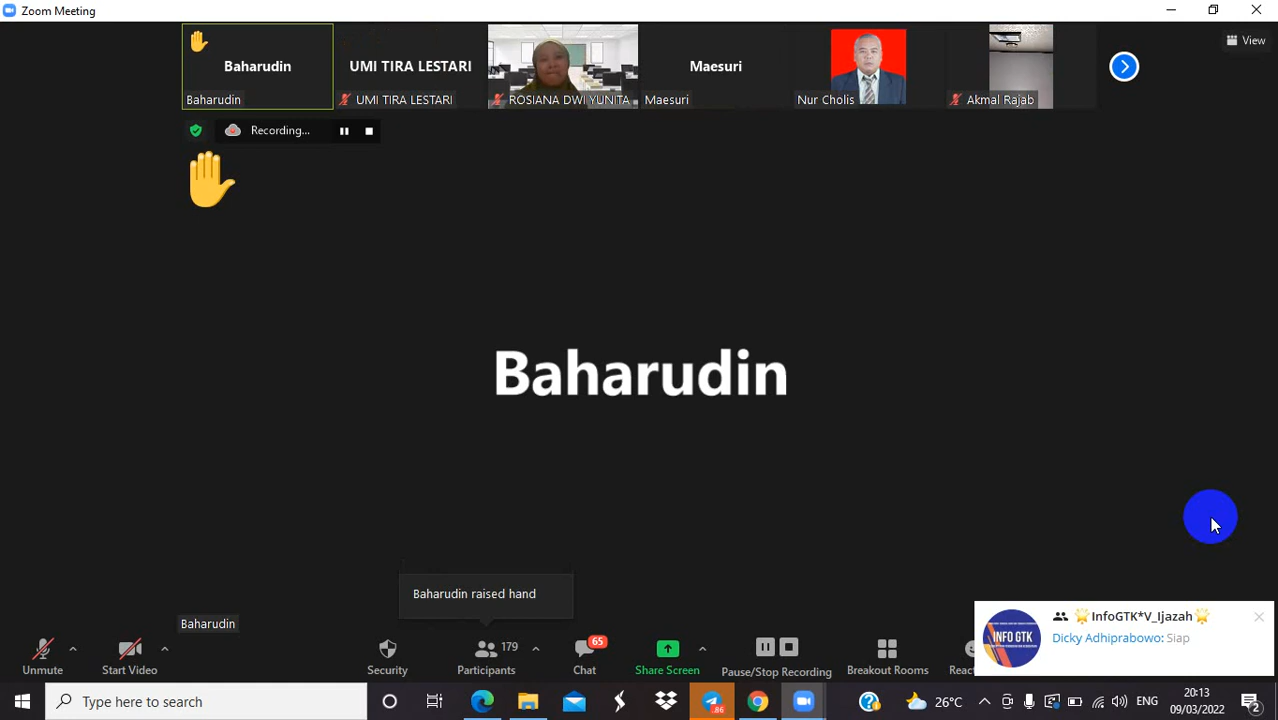 Zoom Meeting
Baharudin
Baharudin
UMI TIRA LESTARI
UMI TIRA LESTARI
ROSIANA DWI YUNITA
Maesuri
Maesuri
Nur Cholis
Akmal Rajab
View
Recording...
Baharudin
Baharudin raised hand
Baharudin
INFO GTK
InfoGTK*V_Ijazah
Dicky Adhiprabowo: Siap
Unmute
Start Video
Security
179
Participants
65
Chat
Share Screen
Pause/Stop Recording
Breakout Rooms
Reac
Type here to search
86
26°C
ENG
20:13
09/03/2022
2